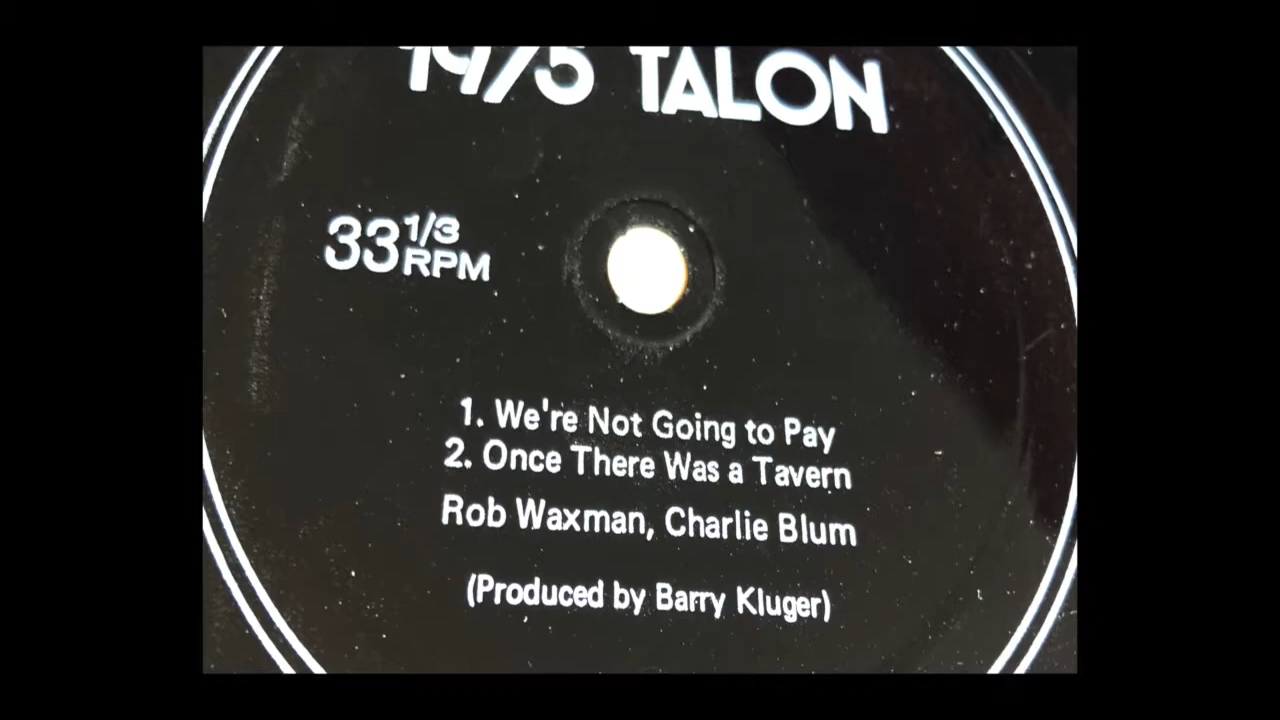 1975 TALON
33 1/3
RPM
1. We're Not Going to Pay
2. Once There Was a Tavern
Rob Waxman, Charlie Blum
(Produced by Barry Kluger)